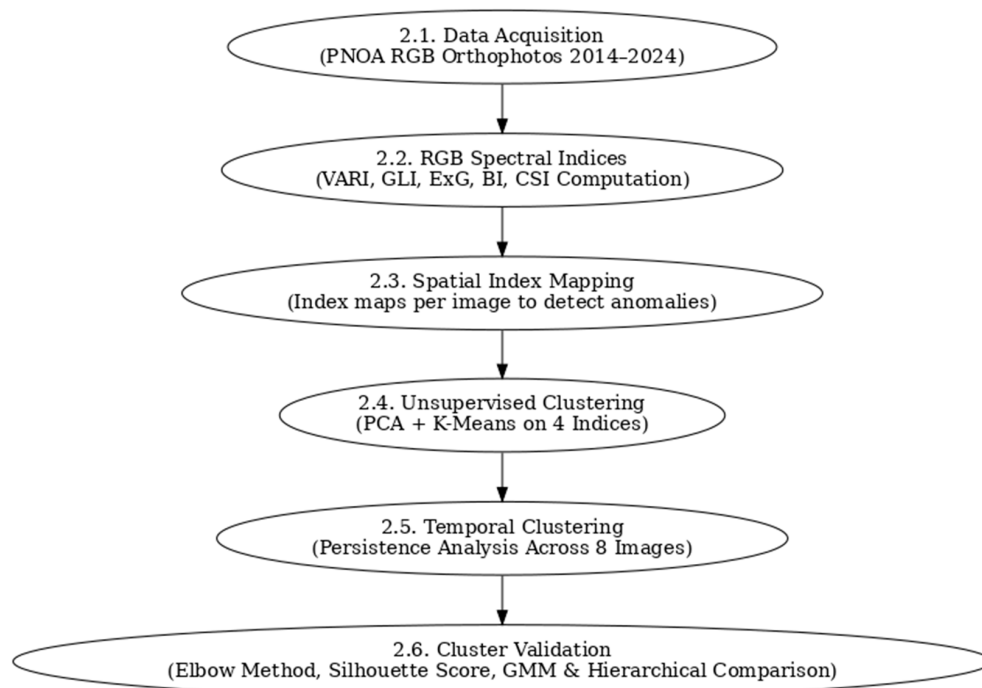 2.1. Data Acquisition
(PNOA RGB Orthophotos 2014–2024)
2.2. RGB Spectral Indices
(VARI, GLI, ExG, BI, CSI Computation)
2.3. Spatial Index Mapping
(Index maps per image to detect anomalies)
2.4. Unsupervised Clustering
(PCA + K-Means on 4 Indices)
2.5. Temporal Clustering
(Persistence Analysis Across 8 Images)
2.6. Cluster Validation
(Elbow Method, Silhouette Score, GMM & Hierarchical Comparison)